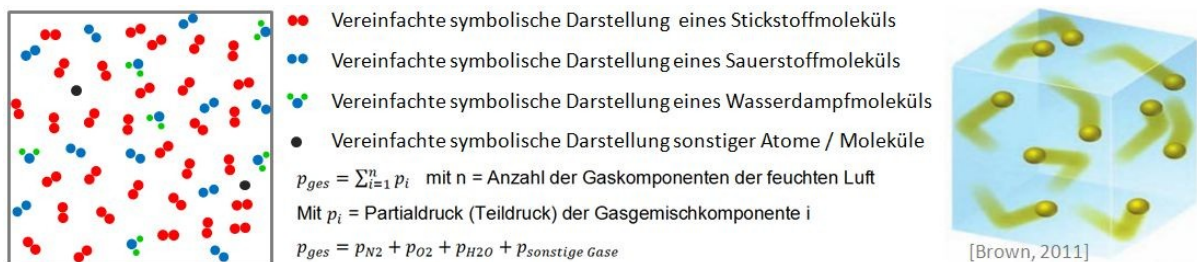 Vereinfachte symbolische Darstellung eines Stickstoffmoleküls
Vereinfachte symbolische Darstellung eines Sauerstoffmoleküls
Vereinfachte symbolische Darstellung eines Wasserdampfmoleküls
Vereinfachte symbolische Darstellung sonstiger Atome / Moleküle
p_ges = ∑_{i=1}^{n} p_i mit n = Anzahl der Gaskomponenten der feuchten Luft
Mit p_i = Partialdruck (Teildruck) der Gasgemischkomponente i
p_ges = p_N2 + p_O2 + p_H2O + p_sonstige Gase
[Brown, 2011]